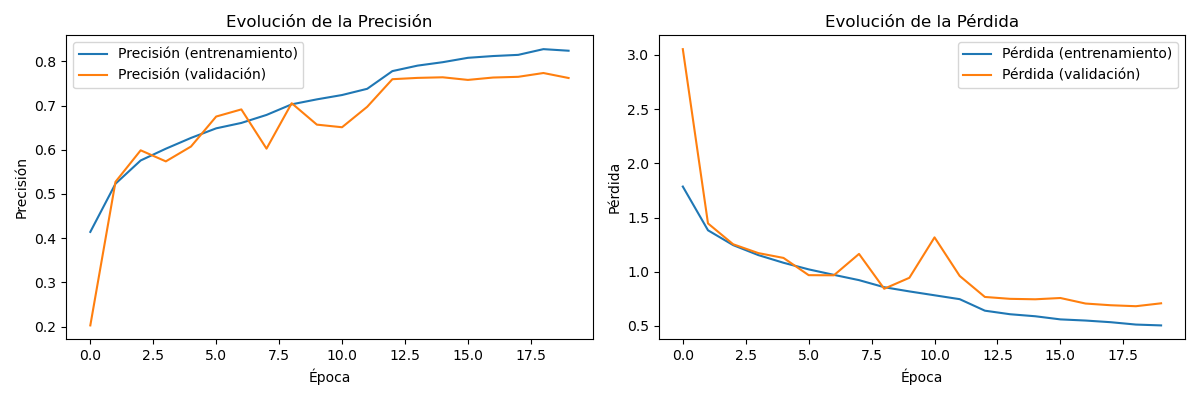 Evolución de la Precisión
Precisión (entrenamiento)
Precisión (validación)
0.8
0.7
0.6
0.5
0.4
0.3
0.2
Precisión
0.0 2.5 5.0 7.5 10.0 12.5 15.0 17.5
Época
Evolución de la Pérdida
Pérdida (entrenamiento)
Pérdida (validación)
3.0
2.5
2.0
1.5
1.0
0.5
Pérdida
0.0 2.5 5.0 7.5 10.0 12.5 15.0 17.5
Época